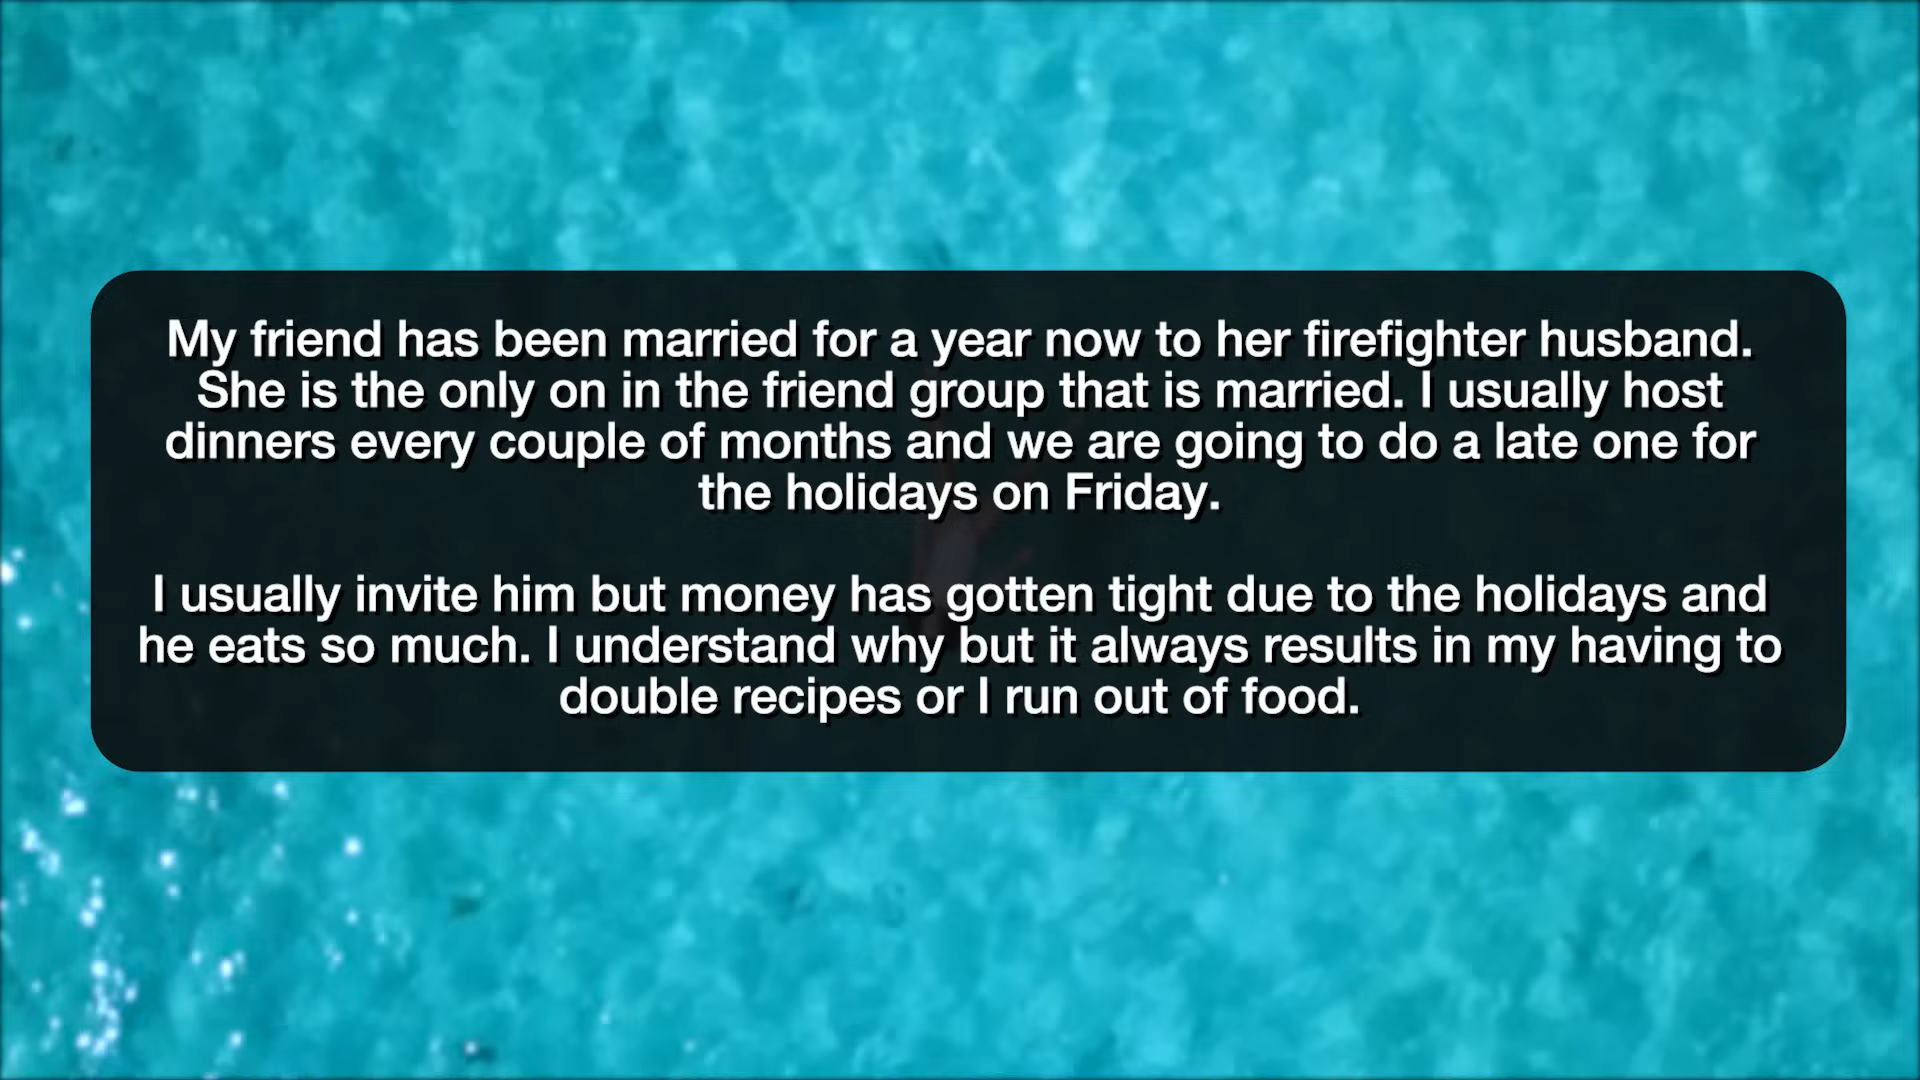 My friend has been married for a year now to her firefighter husband.
She is the only on in the friend group that is married. I usually host
dinners every couple of months and we are going to do a late one for
the holidays on Friday.
I usually invite him but money has gotten tight due to the holidays and
he eats so much. I understand why but it always results in my having to
double recipes or I run out of food.